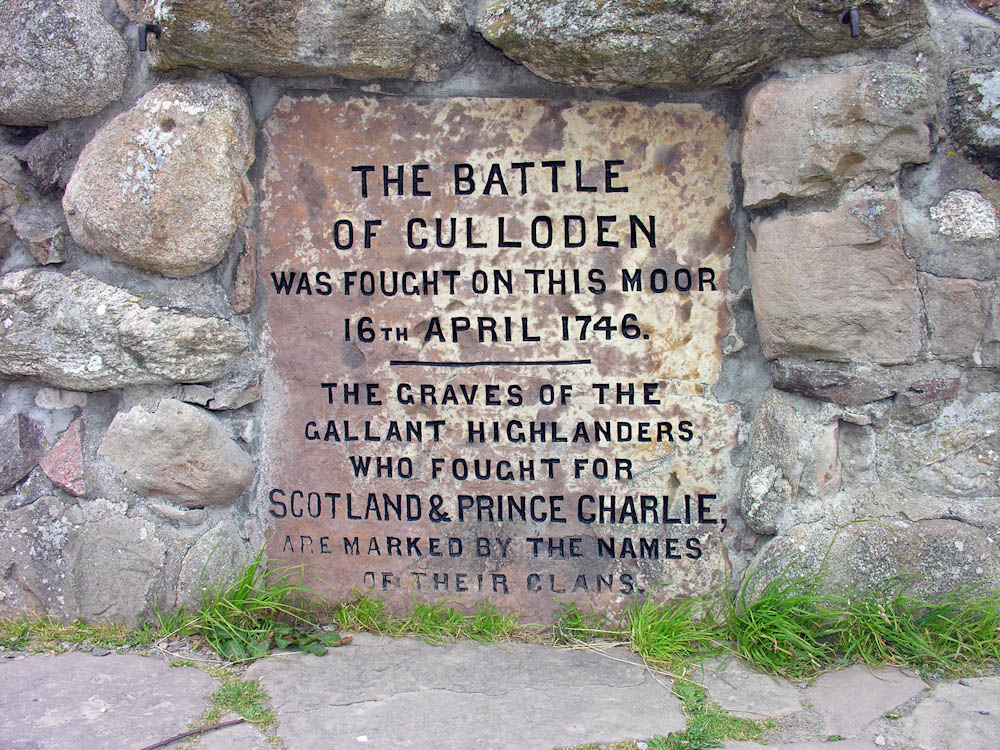 THE BATTLE
OF CULLODEN
WAS FOUGHT ON THIS MOOR
16TH APRIL 1746.
THE GRAVES OF THE
GALLANT HIGHLANDERS
WHO FOUGHT FOR
SCOTLAND & PRINCE CHARLIE,
ARE MARKED BY THE NAMES
OF THEIR CLANS.